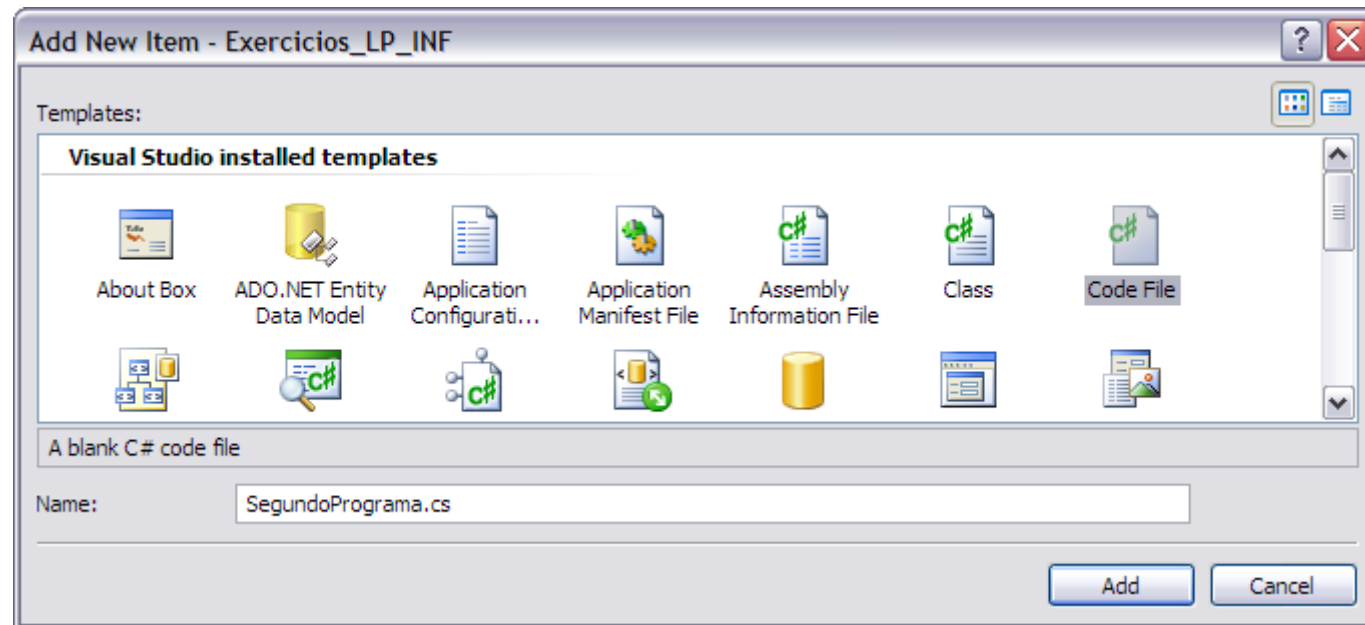 Add New Item - Exercicios_LP_INF
Templates:
Visual Studio installed templates
About Box
ADO.NET Entity
Data Model
Application
Configurati...
Application
Manifest File
Assembly
Information File
Class
Code File
A blank C# code file
Name:
SegundoPrograma.cs
Add
Cancel